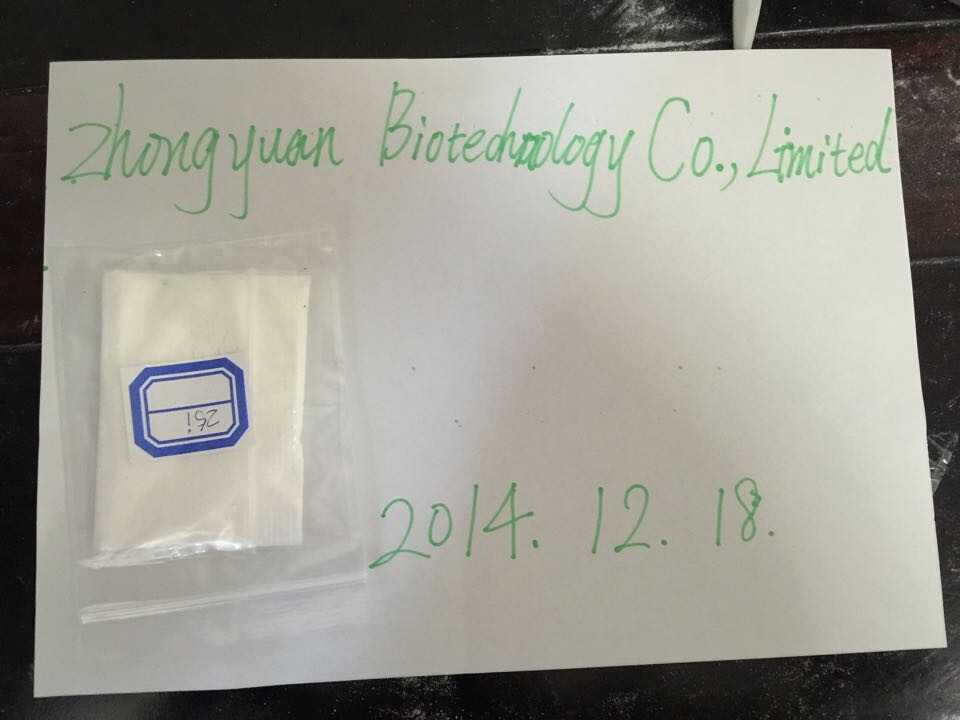 Zhongyuan Biotechnology Co., Limited
25i
2014. 12. 18.